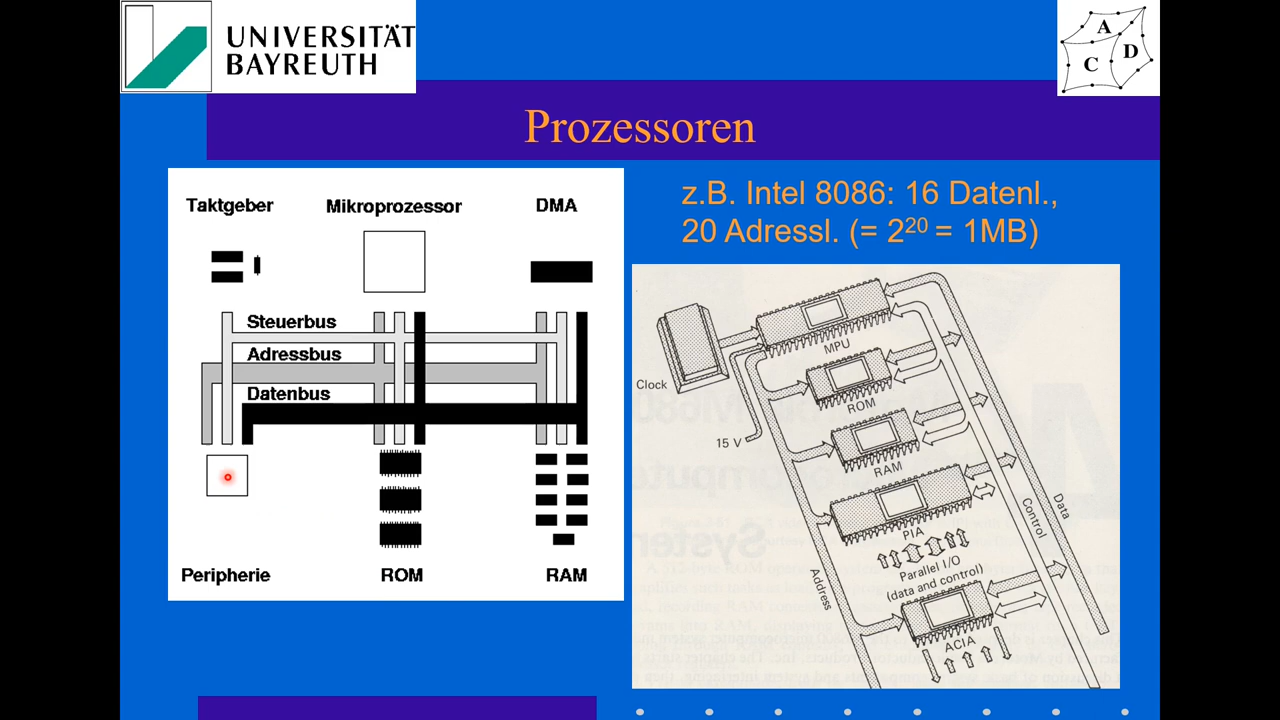 UNIVERSITÄT
BAYREUTH
A
C
D
Prozessoren
z.B. Intel 8086: 16 Datenl.,
20 Adressl. (= 2²⁰ = 1MB)
Taktgeber
Mikroprozessor
DMA
Steuerbus
Adressbus
Datenbus
Peripherie
ROM
RAM
Clock
MPU
ROM
15 V
RAM
PIA
Parallel I/O
(data and control)
Address
Control
Data
ACIA